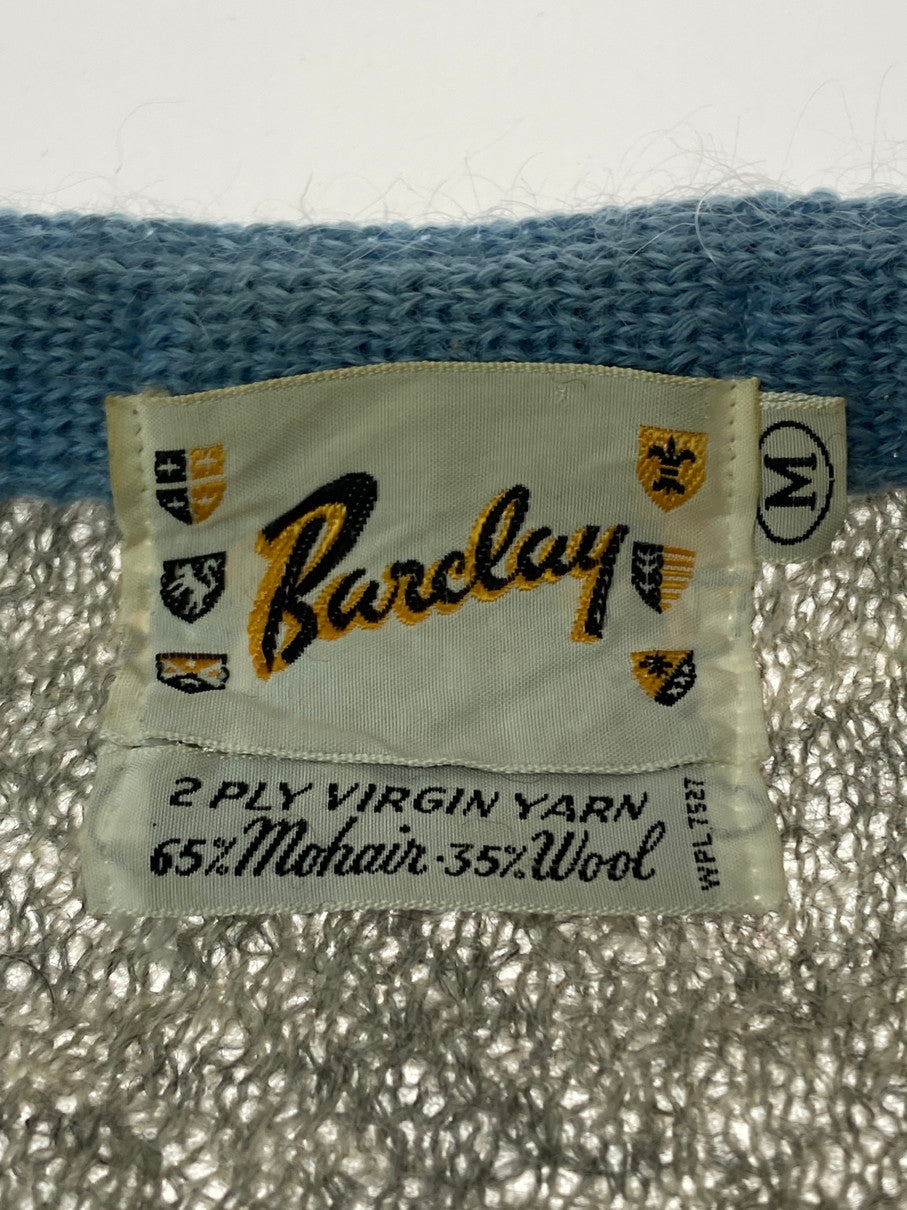 Barclay
M
2 PLY VIRGIN YARN
65% Mohair · 35% Wool
WPL 7527